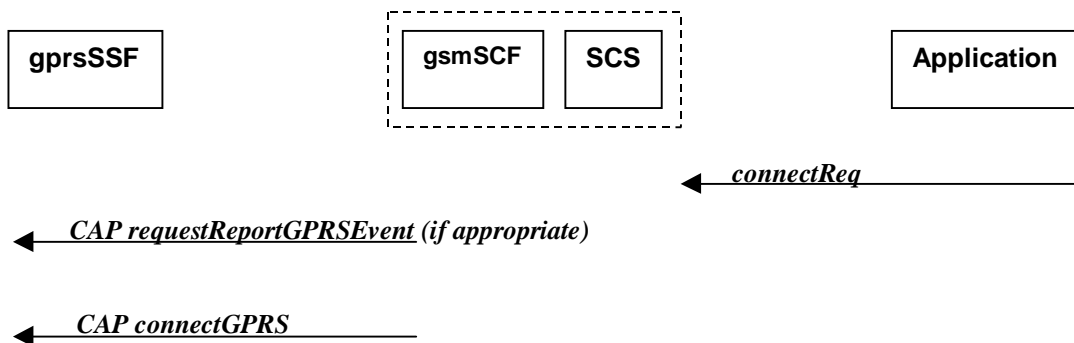 gprsSSF
gsmSCF
SCS
Application
connectReq
CAP requestReportGPRSEvent (if appropriate)
CAP connectGPRS